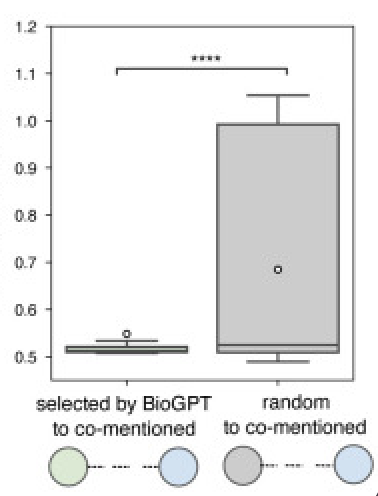 1.2
1.1
1.0
0.9
0.8
0.7
0.6
0.5
****
selected by BioGPT
to co-mentioned
random
to co-mentioned